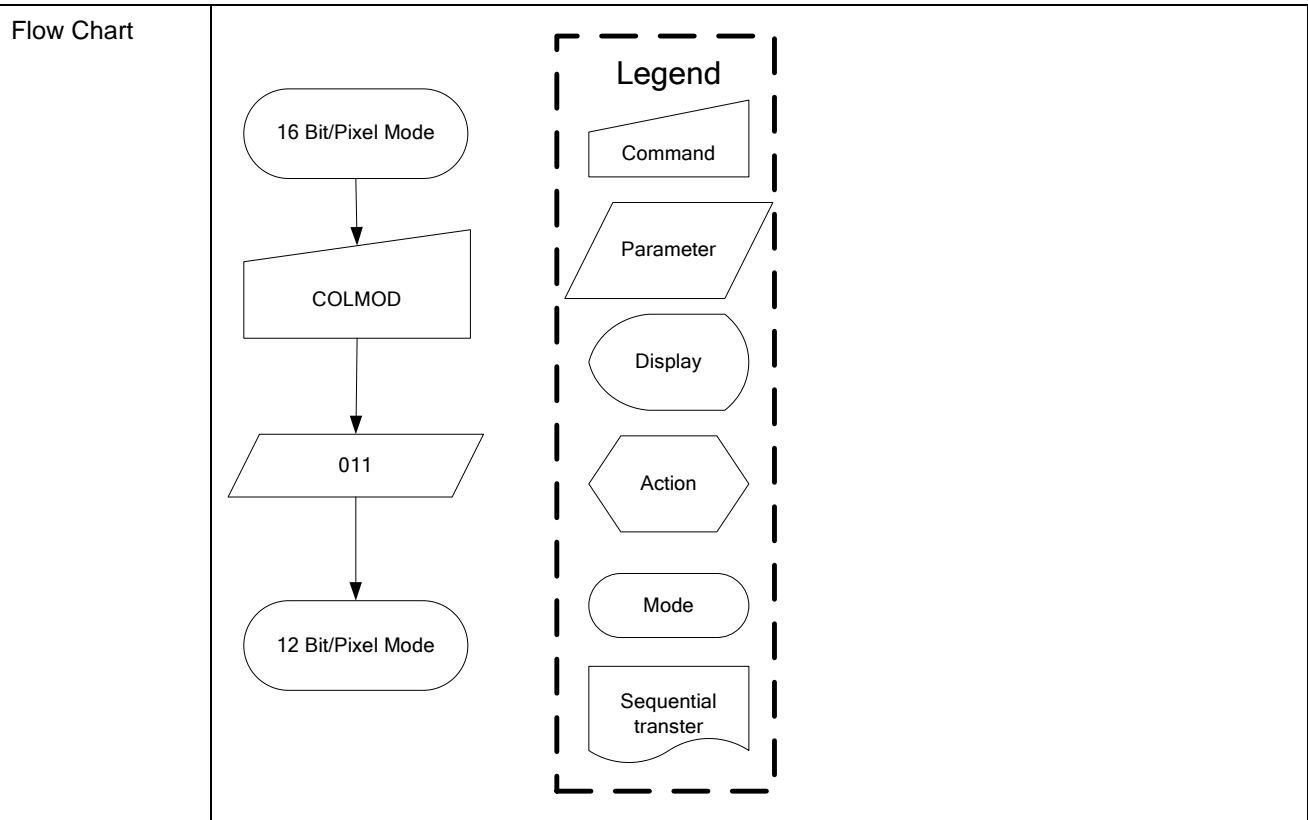 Flow Chart
16 Bit/Pixel Mode
COLMOD
011
12 Bit/Pixel Mode
Legend
Command
Parameter
Display
Action
Mode
Sequential
transter